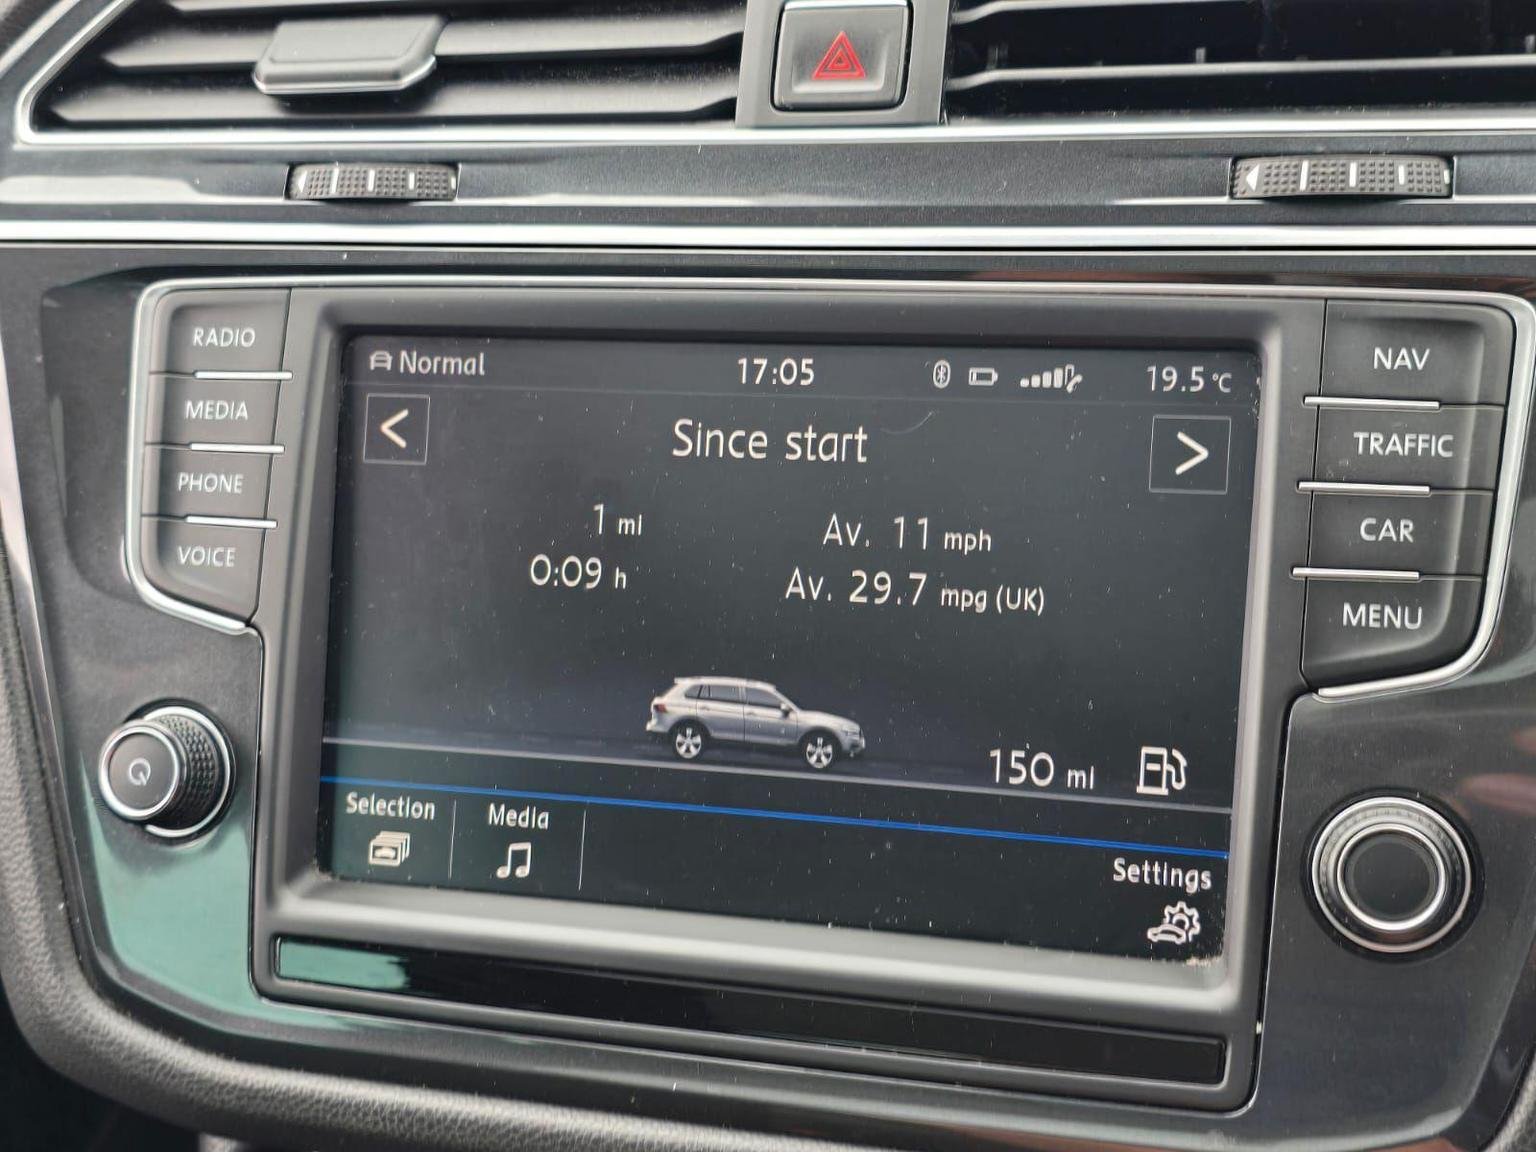 RADIO
MEDIA
PHONE
VOICE
Normal
17:05
19.5 °C
Since start
1 mi
Av. 11 mph
0:09 h
Av. 29.7 mpg (UK)
150 mi
Selection
Media
Settings
NAV
TRAFFIC
CAR
MENU